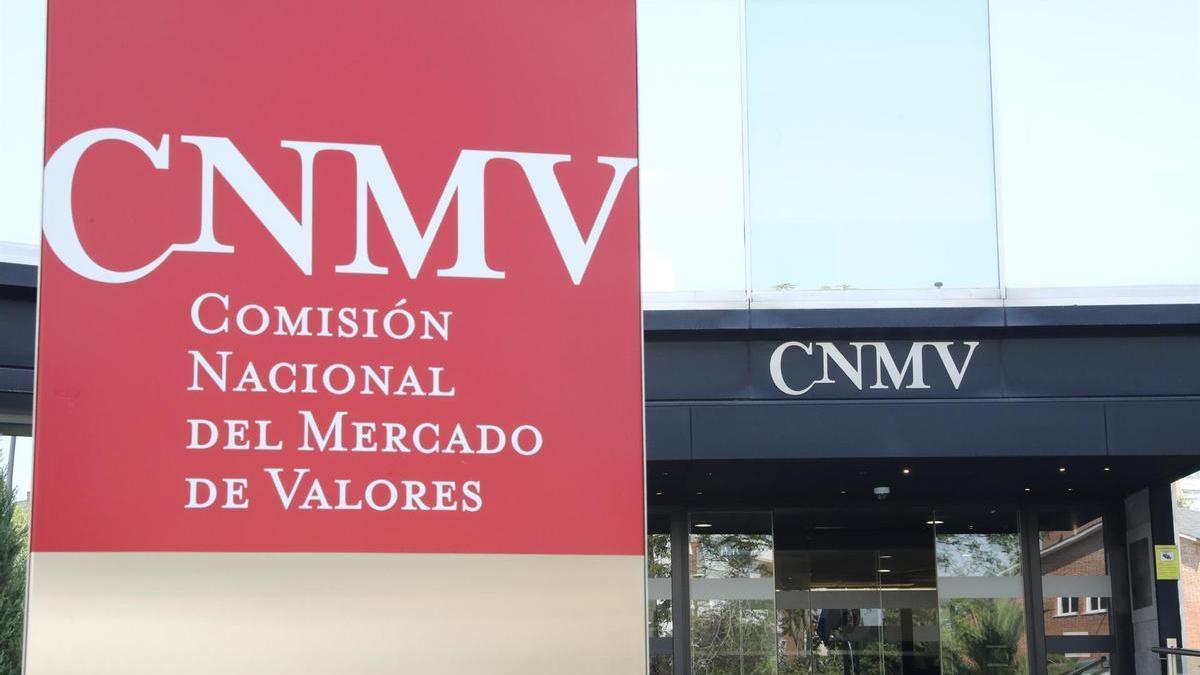 CNMV
COMISIÓN
NACIONAL
DEL MERCADO
DE VALORES
CNMV